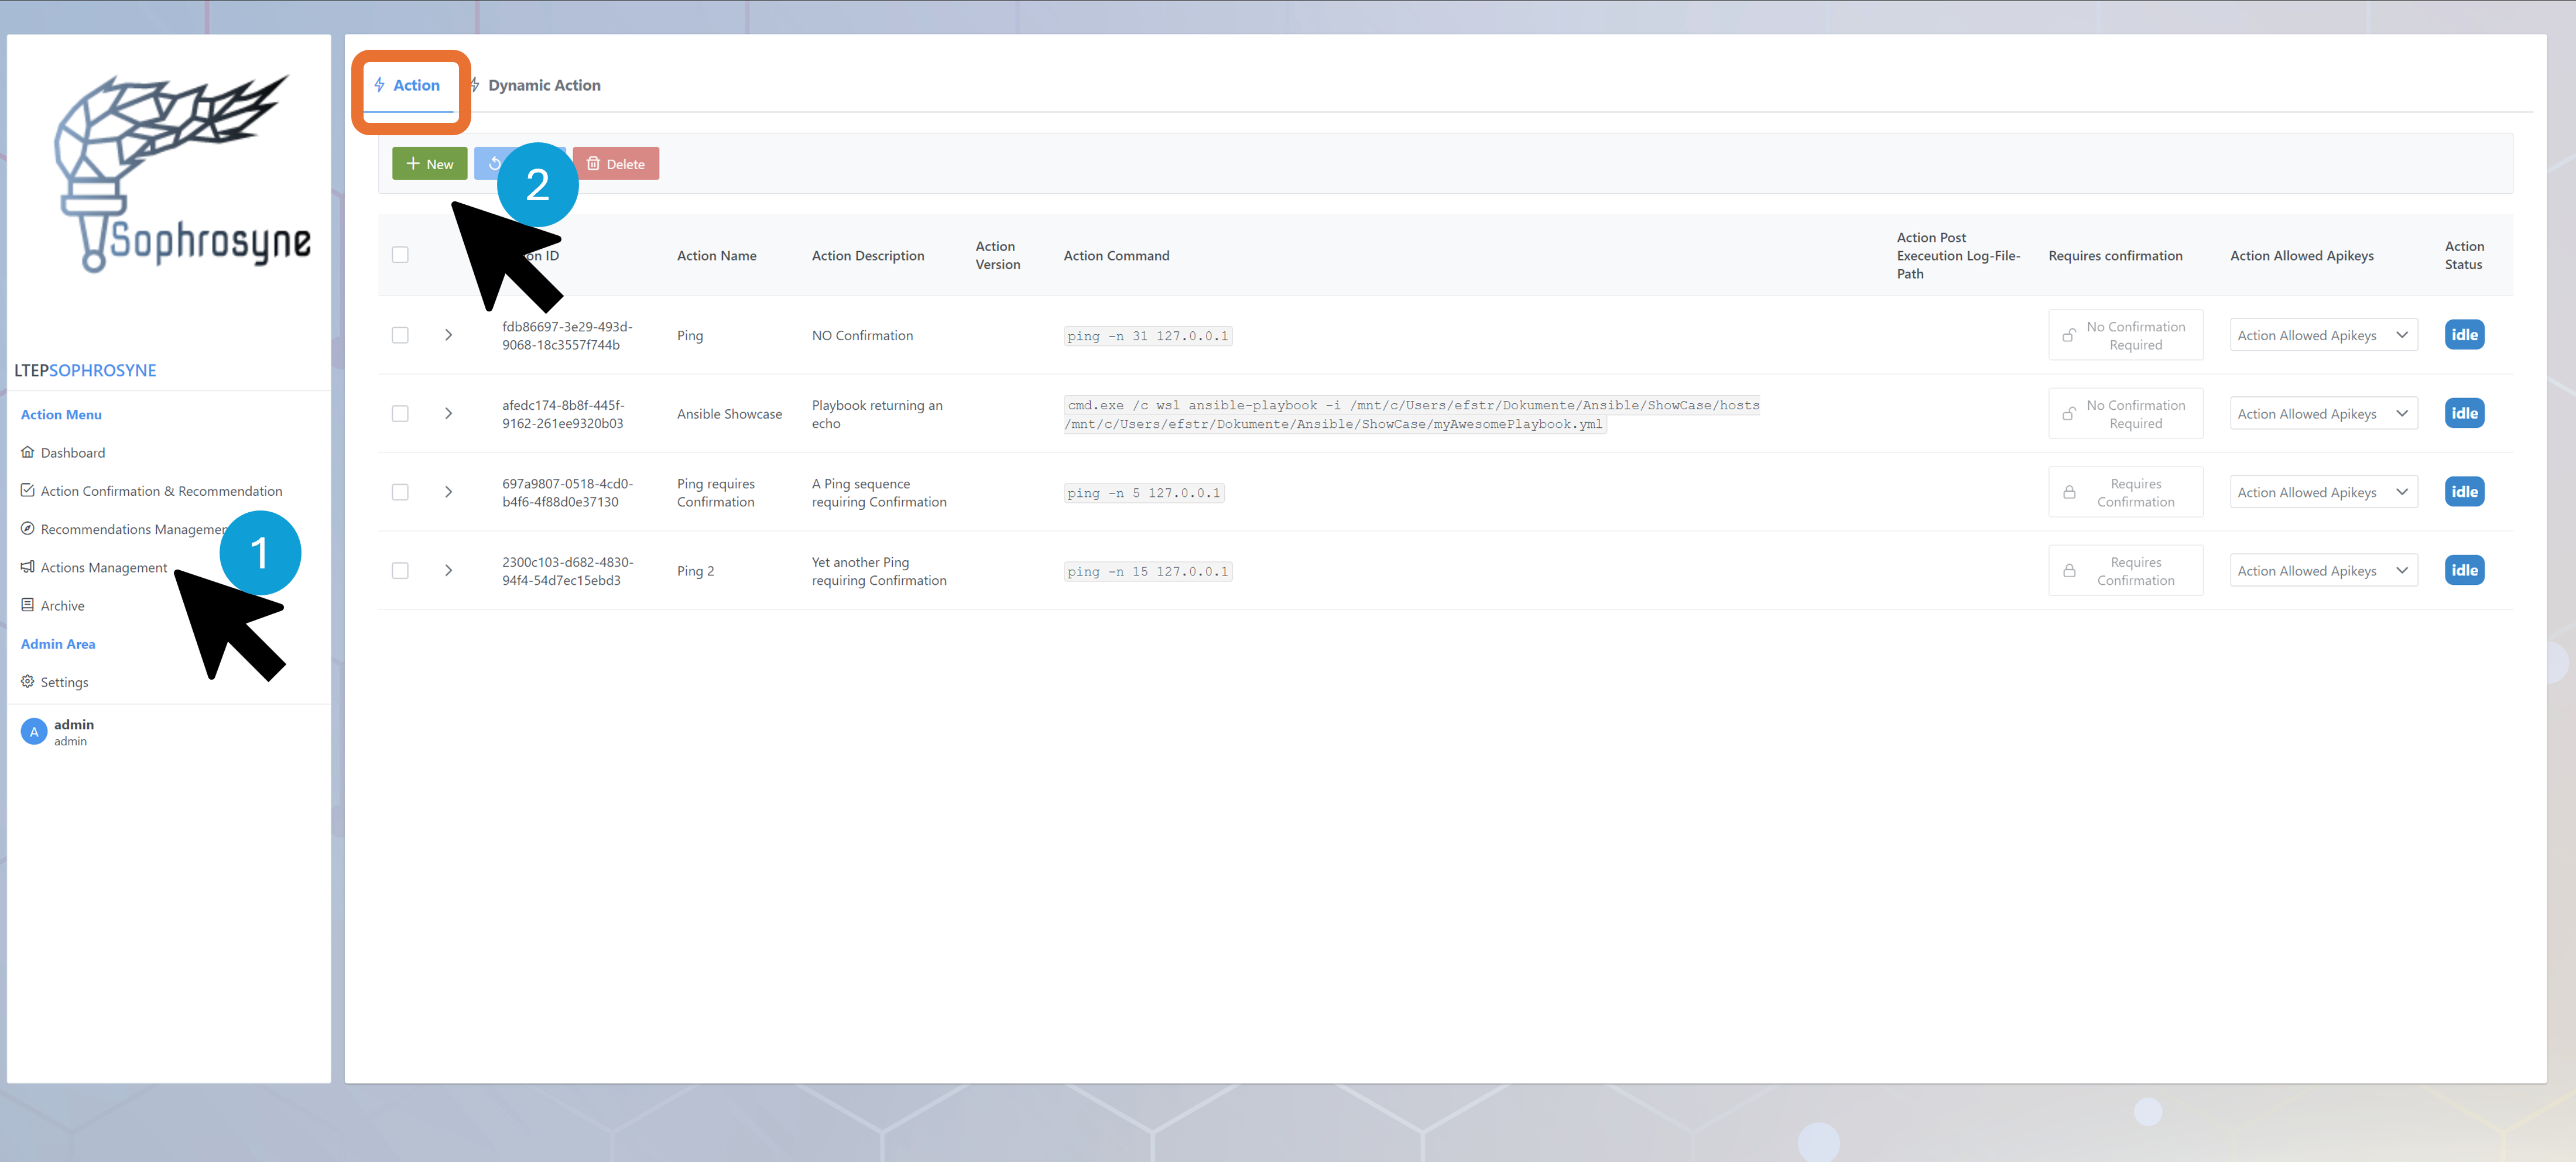 Sophrosyne
LTEPSOPHROSYNE
Action Menu
Dashboard
Action Confirmation & Recommendation
Recommendations Managemen
1
Actions Management
Archive
Admin Area
Settings
A
admin
admin
Action
Dynamic Action
New
2
Delete
on ID
Action Name
Action Description
Action
Version
Action Command
Action Post
Execeution Log-File-
Path
Requires confirmation
Action Allowed Apikeys
Action
Status
fdb86697-3e29-493d-
9068-18c3557f744b
Ping
NO Confirmation
ping -n 31 127.0.0.1
No Confirmation
Required
Action Allowed Apikeys
idle
afedc174-8b8f-445f-
9162-261ee9320b03
Ansible Showcase
Playbook returning an
echo
cmd.exe /c wsl ansible-playbook -i /mnt/c/Users/efstr/Dokumente/Ansible/ShowCase/hosts
/mnt/c/Users/efstr/Dokumente/Ansible/ShowCase/myAwesomePlaybook.yml
No Confirmation
Required
Action Allowed Apikeys
idle
697a9807-0518-4cd0-
b4f6-4f88d0e37130
Ping requires
Confirmation
A Ping sequence
requiring Confirmation
ping -n 5 127.0.0.1
Requires
Confirmation
Action Allowed Apikeys
idle
2300c103-d682-4830-
94f4-54d7ec15ebd3
Ping 2
Yet another Ping
requiring Confirmation
ping -n 15 127.0.0.1
Requires
Confirmation
Action Allowed Apikeys
idle